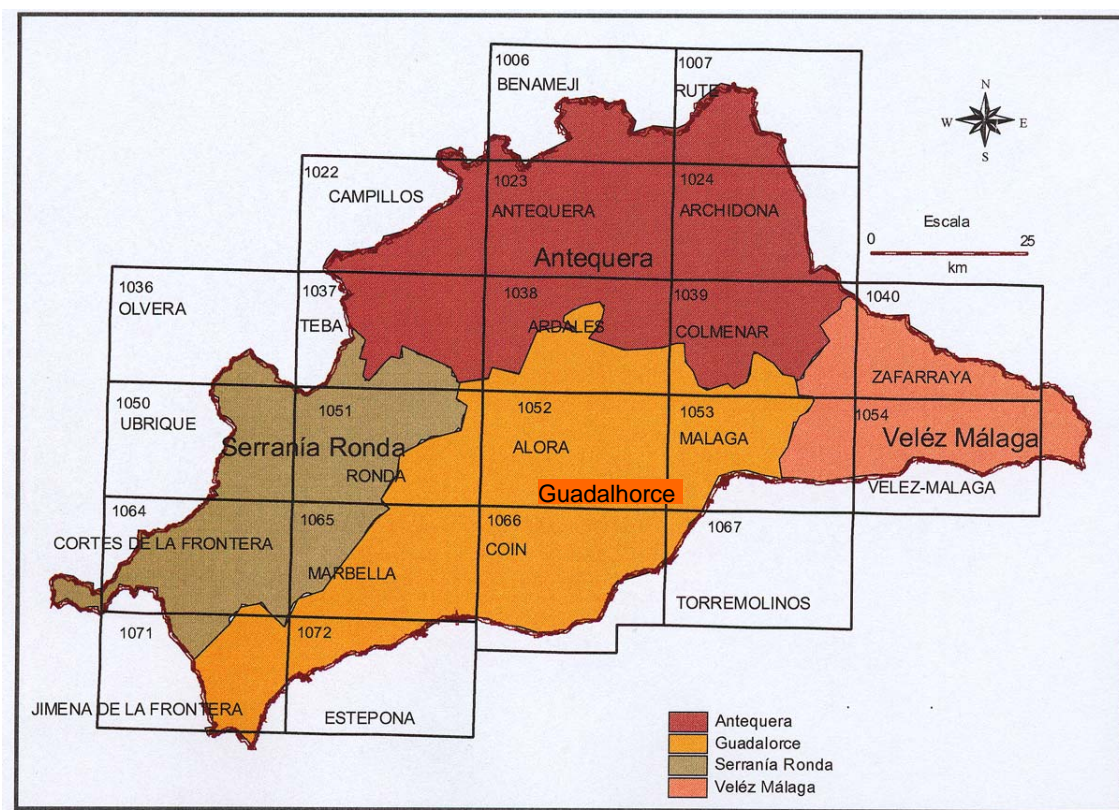 1006
BENAMEJI
1007
RUTE
N
W E
S
1022
CAMPILLOS
1023
ANTEQUERA
1024
ARCHIDONA
Escala
0 25
km
Antequera
1036
OLVERA
1037
TEBA
1038
ARDALES
1039
COLMENAR
1040
ZAFARRAYA
1050
UBRIQUE
1051
Serranía Ronda
RONDA
1052
ALORA
1053
MALAGA
1054
Veléz Málaga
VELEZ-MALAGA
Guadalhorce
1064
CORTES DE LA FRONTERA
1065
MARBELLA
1066
COIN
1067
TORREMOLINOS
1071
JIMENA DE LA FRONTERA
1072
ESTEPONA
Antequera
Guadalorce
Serranía Ronda
Veléz Málaga